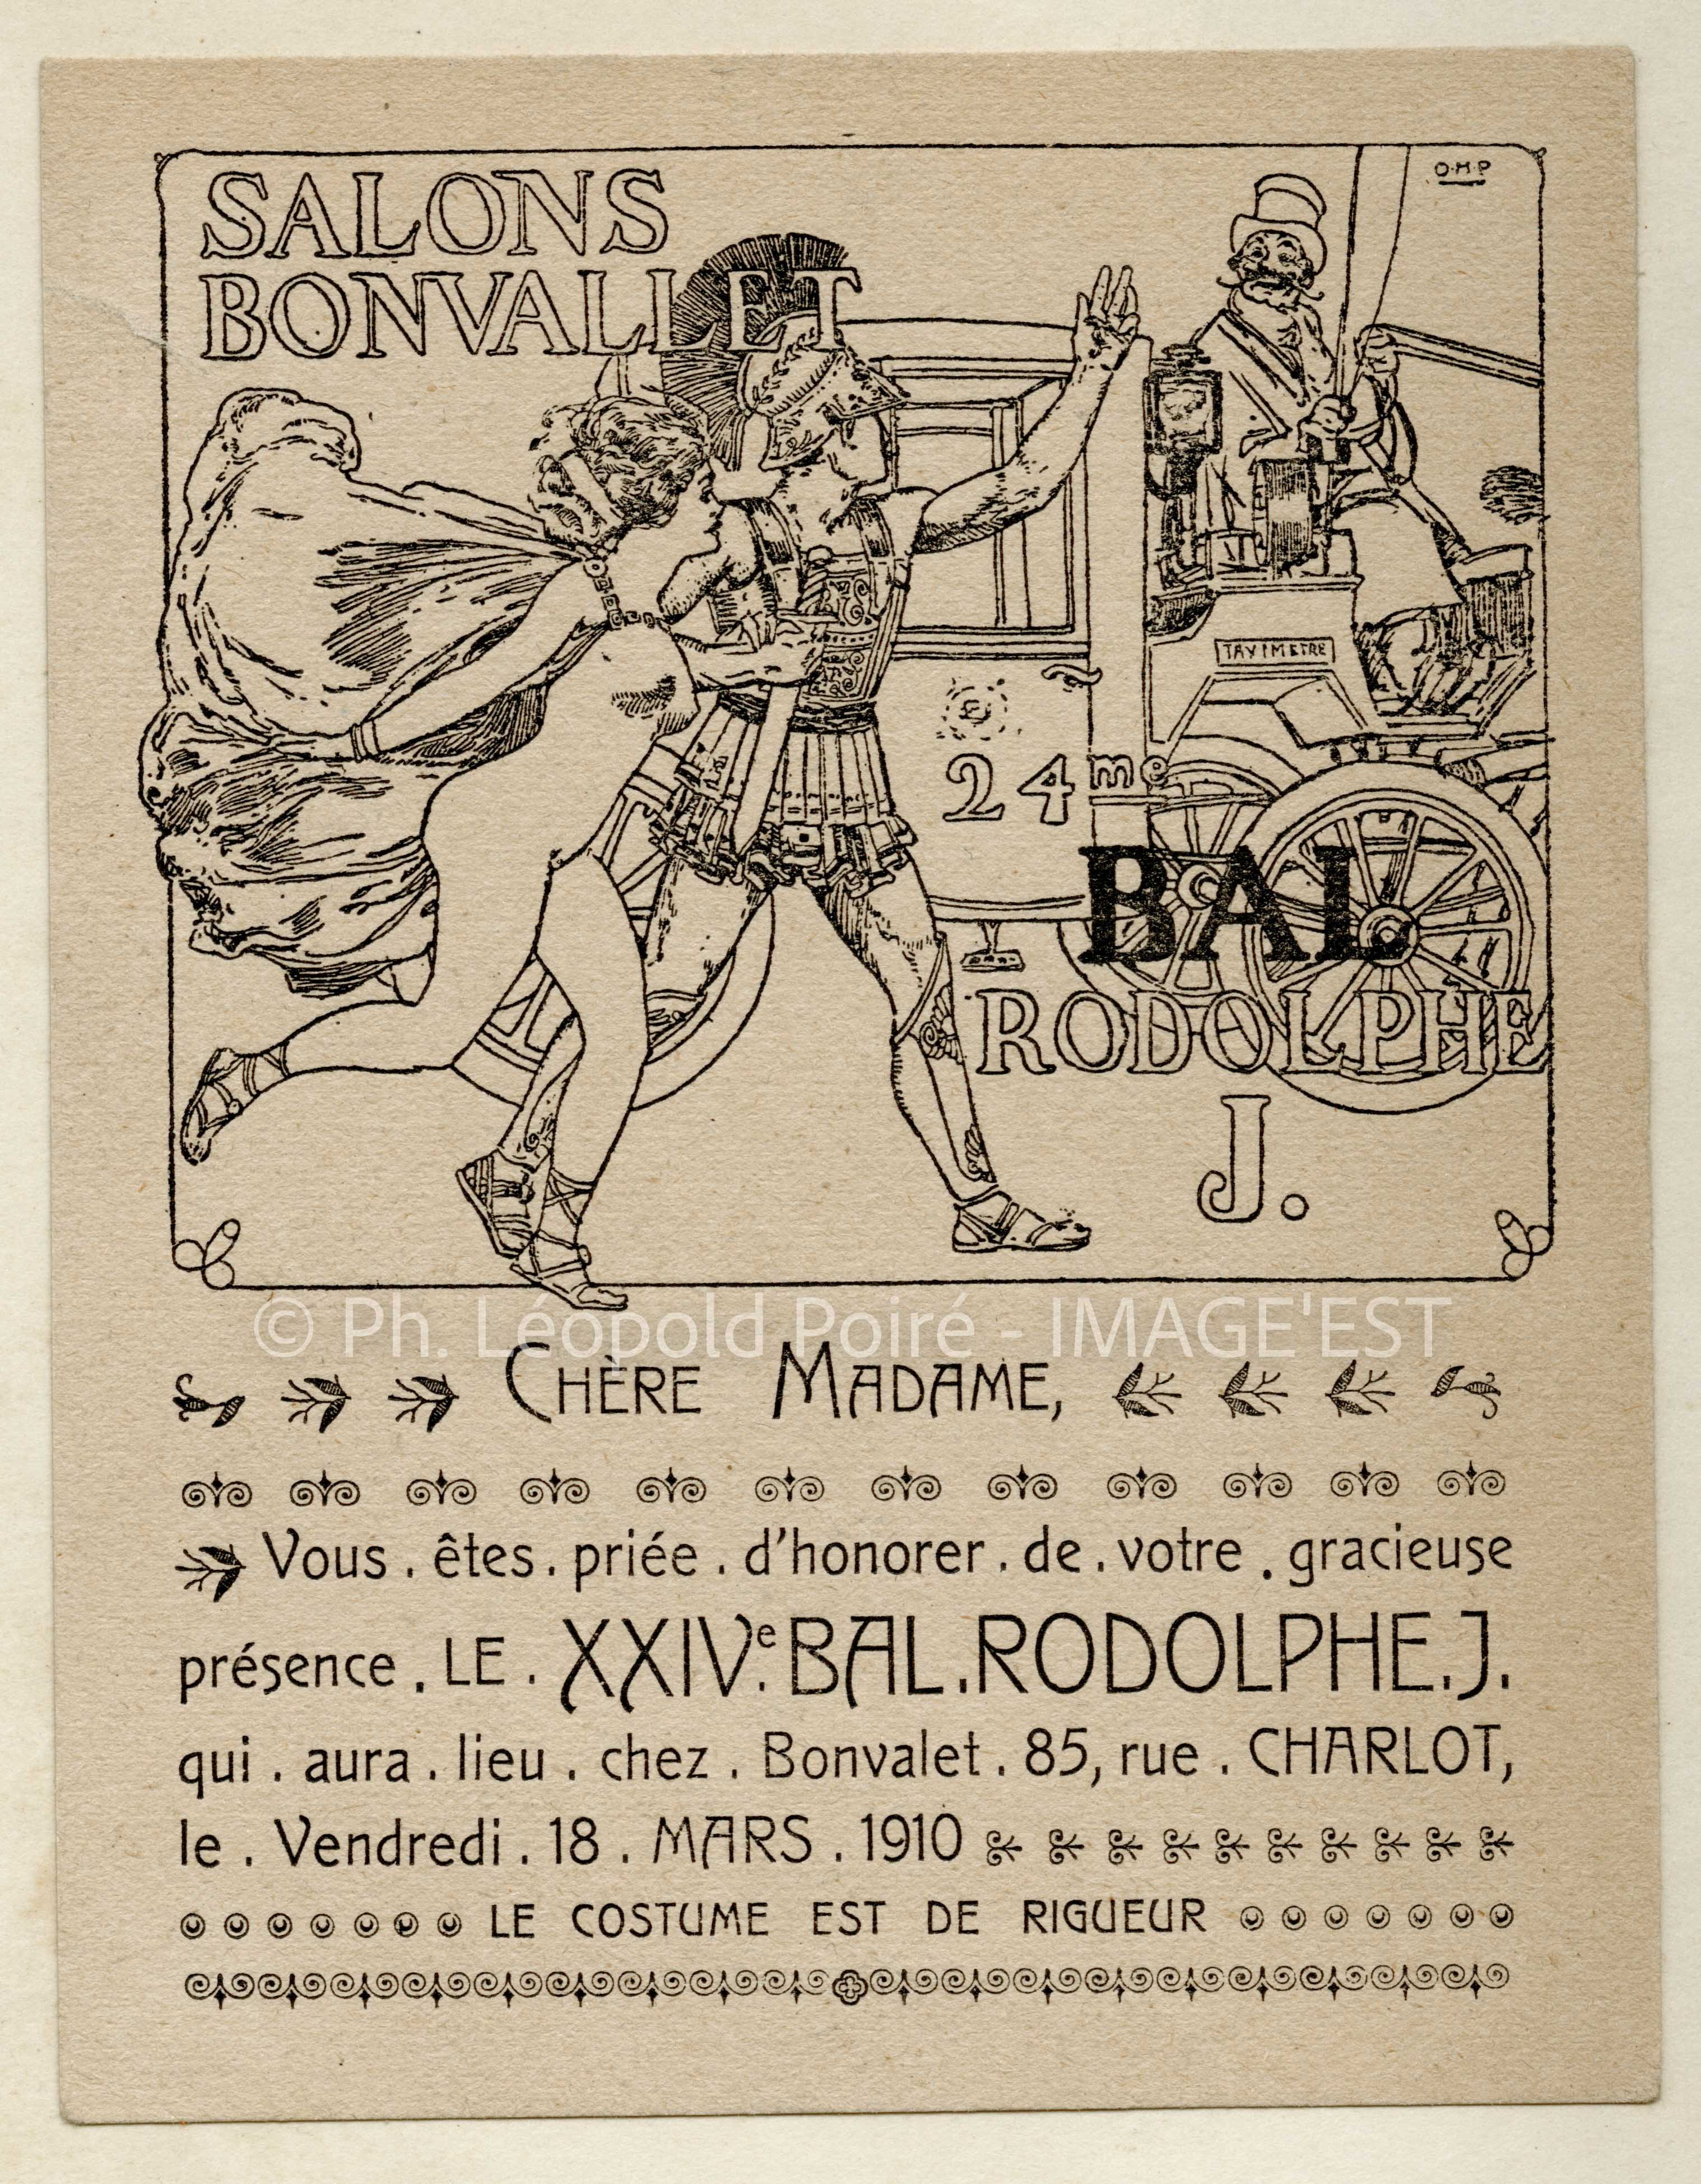 SALONS
BONVALLET
O.M.P
TAXIMETRE
24me
BAL
RODOLPHE
J.
© Ph. Léopold Poiré - IMAGE'EST
CHÈRE MADAME,
Vous . êtes . priée . d'honorer . de . votre . gracieuse
présence . LE . XXIVe. BAL . RODOLPHE . J.
qui . aura . lieu . chez . Bonvalet . 85, rue . CHARLOT,
le . Vendredi . 18 . MARS . 1910
LE COSTUME EST DE RIGUEUR